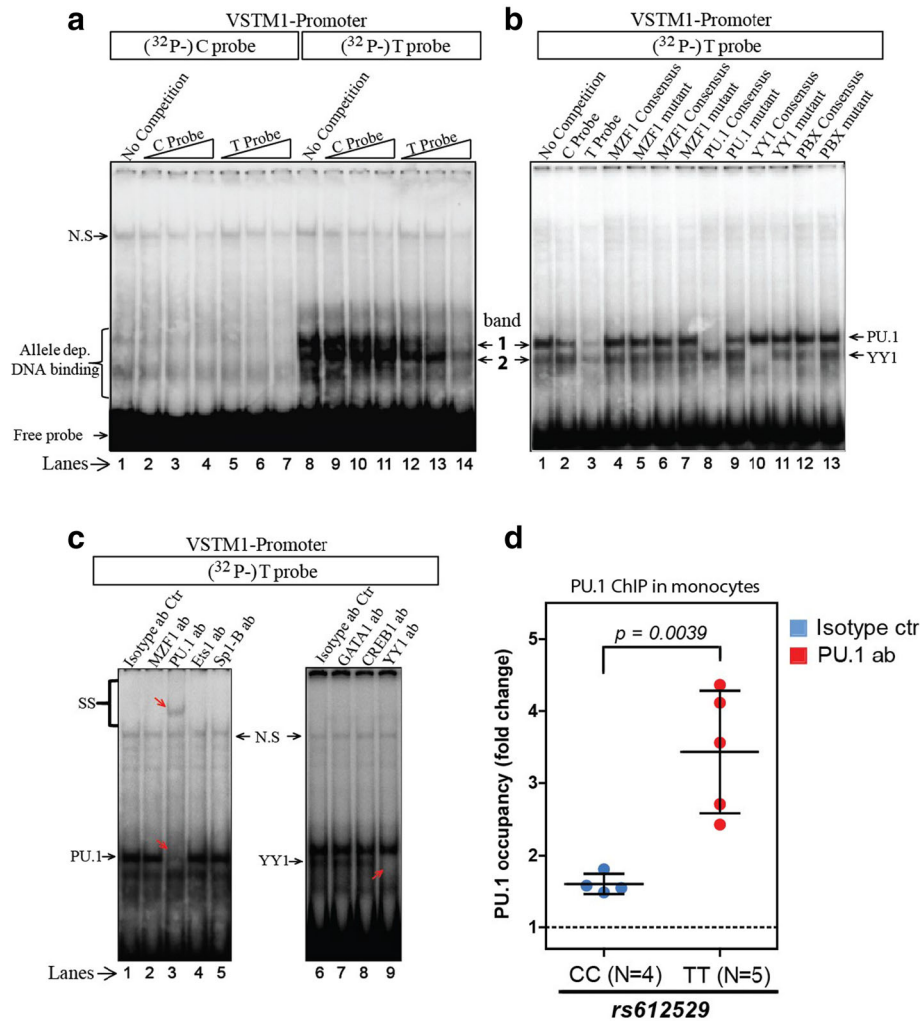 a
VSTM1-Promoter
(32P-) C probe
(32P-) T probe
No Competition
C Probe
T Probe
No Competition
C Probe
T Probe
N.S
Allele dep.
DNA binding
Free probe
Lanes
1 2 3 4 5 6 7 8 9 10 11 12 13 14
band
1
2
b
VSTM1-Promoter
(32P-) T probe
No Competition
C Probe
T Probe
MZF1 Consensus
MZF1 mutant
MZF1 Consensus
MZF1 mutant
PU.1 Consensus
PU.1 mutant
YY1 Consensus
YY1 mutant
PBX Consensus
PBX mutant
PU.1
YY1
1 2 3 4 5 6 7 8 9 10 11 12 13
c
VSTM1-Promoter
(32P-) T probe
Isotype ab Ctr
MZF1 ab
PU.1 ab
Ets1 ab
Sp1-B ab
Isotype ab Ctr
GATA1 ab
CREB1 ab
YY1 ab
SS
N.S
PU.1
YY1
Lanes
1 2 3 4 5
6 7 8 9
d
PU.1 ChIP in monocytes
Isotype ctr
PU.1 ab
p = 0.0039
PU.1 occupancy (fold change)
5
4
3
2
1
CC (N=4) TT (N=5)
rs612529